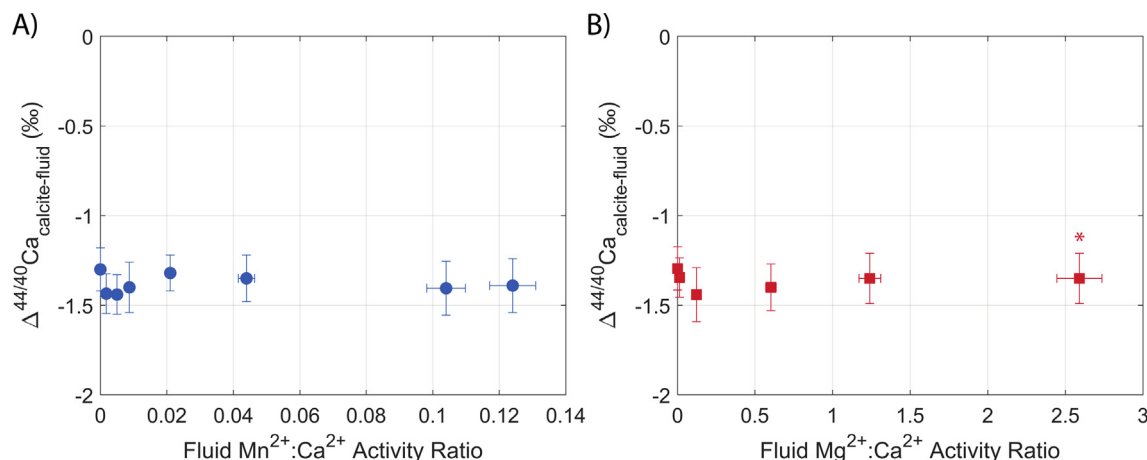 A)
B)
0
-0.5
-1
-1.5
-2
Δ44/40Cacalcite-fluid (‰)
0 0.02 0.04 0.06 0.08 0.1 0.12 0.14
Fluid Mn2+:Ca2+ Activity Ratio
0
-0.5
-1
-1.5
-2
Δ44/40Cacalcite-fluid (‰)
*
0 0.5 1 1.5 2 2.5 3
Fluid Mg2+:Ca2+ Activity Ratio